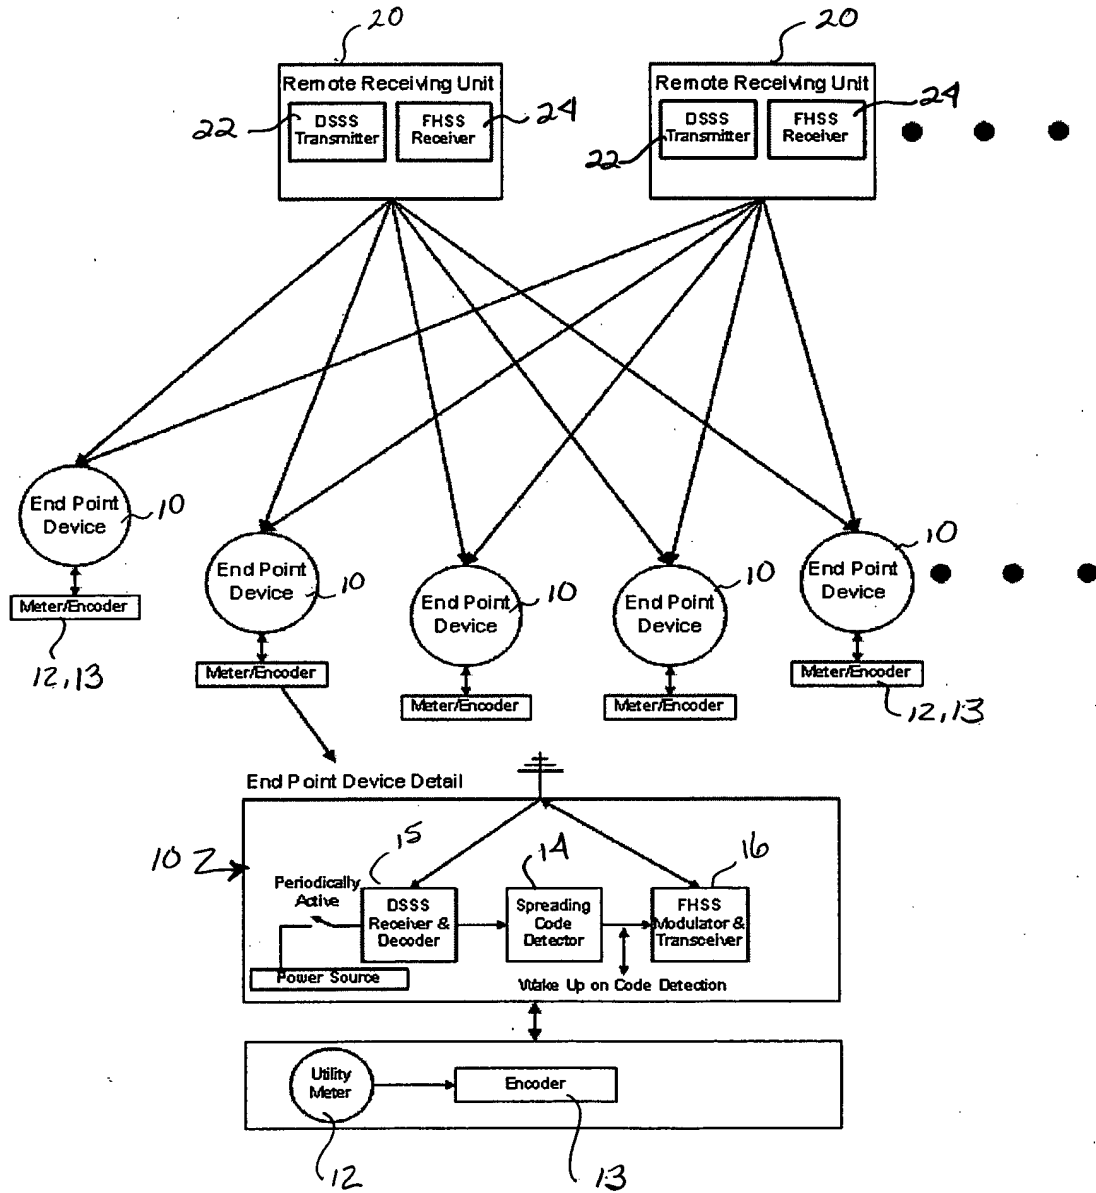 20
20
Remote Receiving Unit
Remote Receiving Unit
22
DSSS
Transmitter
FHSS
Receiver
24
22
DSSS
Transmitter
FHSS
Receiver
24
End Point
Device
10
Meter/Encoder
12,13
End Point
Device
10
Meter/Encoder
End Point
Device
10
Meter/Encoder
End Point
Device
10
Meter/Encoder
End Point
Device
10
Meter/Encoder
12,13
End Point Device Detail
10
15
14
16
Periodically
Active
DSSS
Receiver &
Decoder
Spreading
Code
Detector
FHSS
Modulator &
Transceiver
Power Source
Wake Up on Code Detection
Utility
Meter
Encoder
12
13